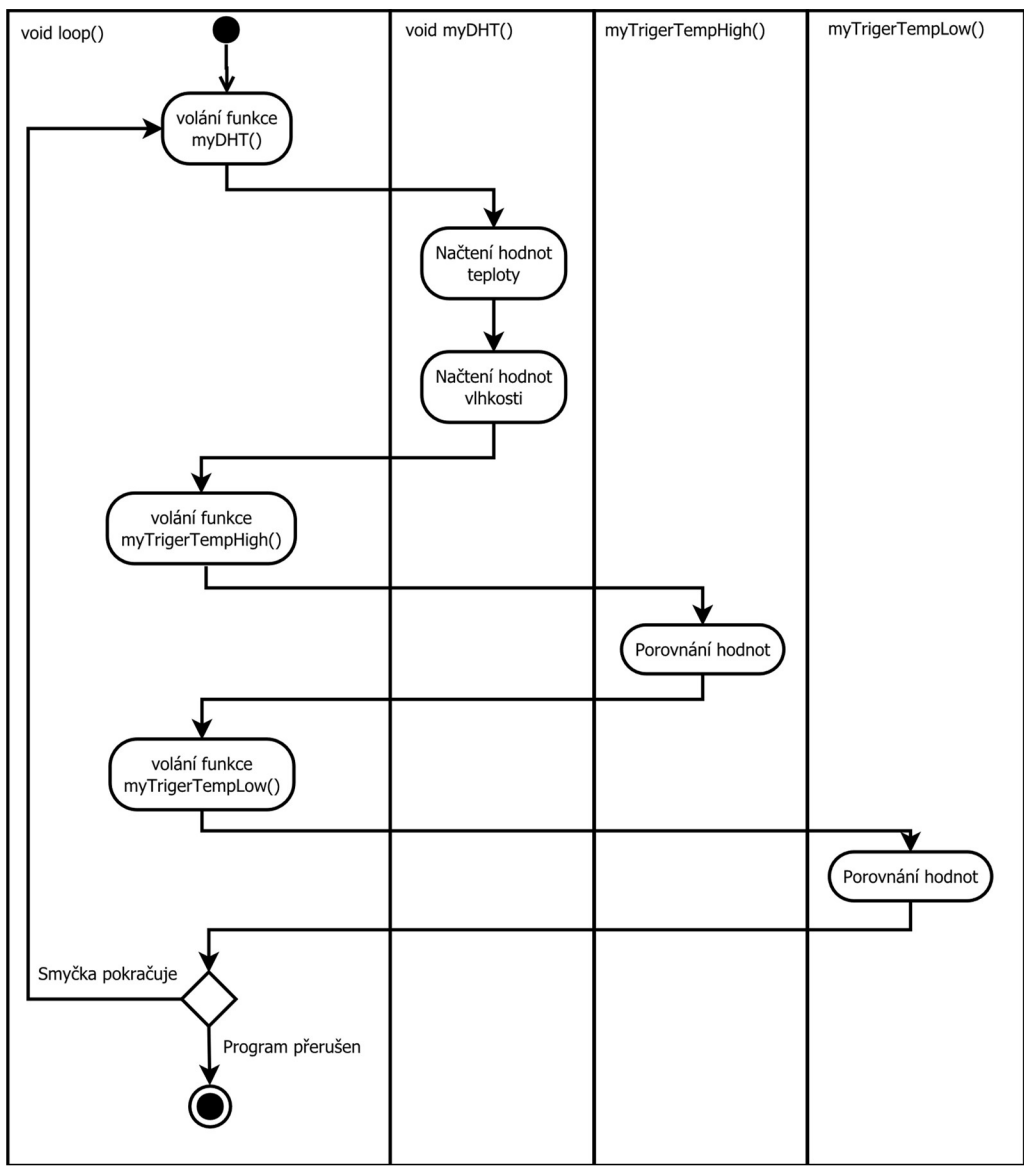 void loop()
void myDHT()
myTrigerTempHigh()
myTrigerTempLow()
volání funkce
myDHT()
Načtení hodnot
teploty
Načtení hodnot
vlhkosti
volání funkce
myTrigerTempHigh()
Porovnání hodnot
volání funkce
myTrigerTempLow()
Porovnání hodnot
Smyčka pokračuje
Program přerušen